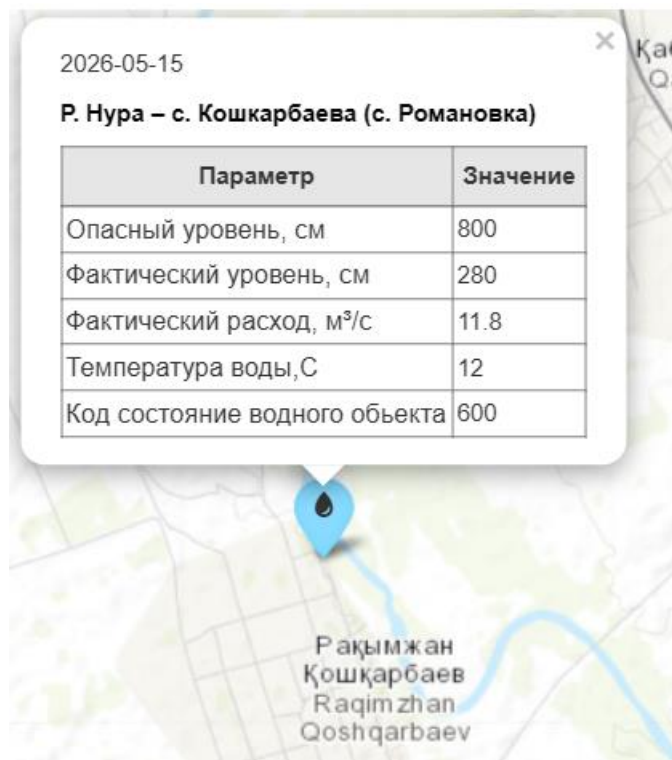 ×
2026-05-15
Р. Нура – с. Кошкарбаева (с. Романовка)
Параметр Значение
Опасный уровень, см 800
Фактический уровень, см 280
Фактический расход, м³/с 11.8
Температура воды,С 12
Код состояние водного обьекта 600
Рақымжан
Қошқарбаев
Raqimzhan
Qoshqarbaev